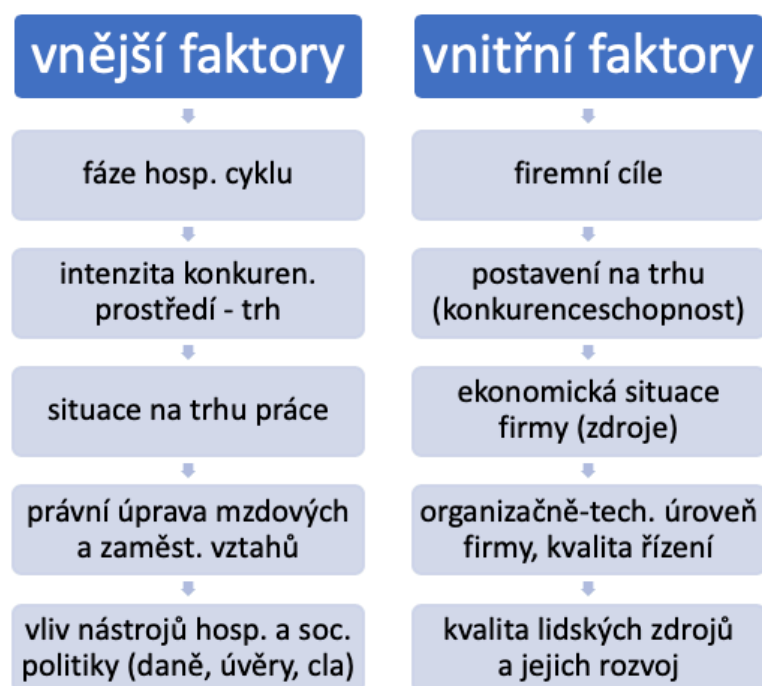 vnější faktory
fáze hosp. cyklu
intenzita konkuren.
prostředí - trh
situace na trhu práce
právní úprava mzdových
a zaměst. vztahů
vliv nástrojů hosp. a soc.
politiky (daně, úvěry, cla)
vnitřní faktory
firemní cíle
postavení na trhu
(konkurenceschopnost)
ekonomická situace
firmy (zdroje)
organizačně-tech. úroveň
firmy, kvalita řízení
kvalita lidských zdrojů
a jejich rozvoj